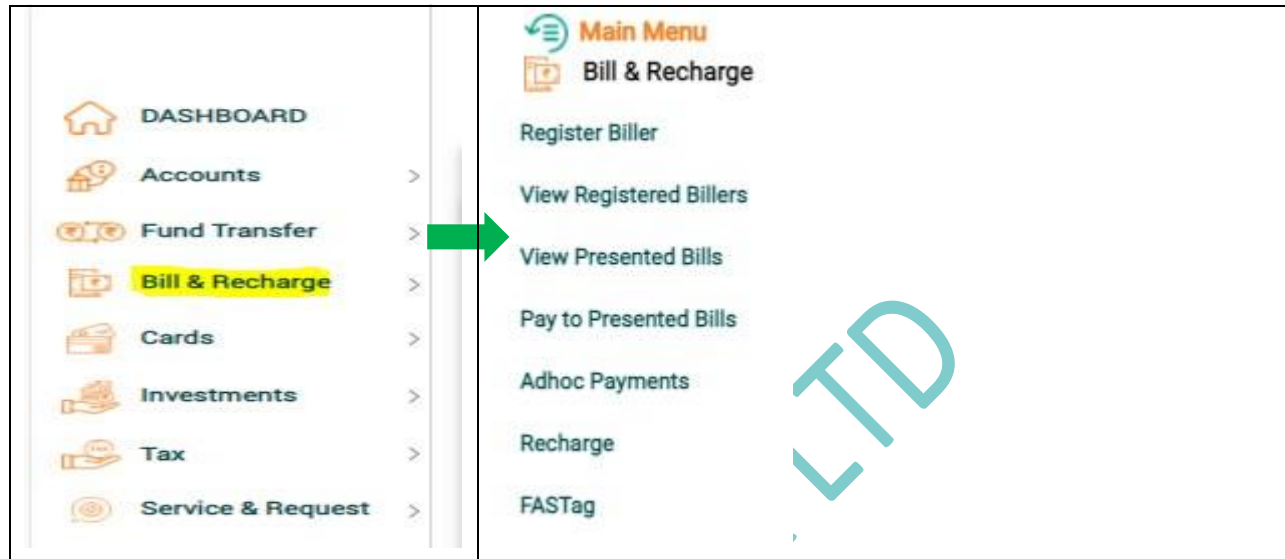 DASHBOARD
Accounts >
Fund Transfer >
Bill & Recharge >
Cards >
Investments >
Tax >
Service & Request >
Main Menu
Bill & Recharge
Register Biller
View Registered Billers
View Presented Bills
Pay to Presented Bills
Adhoc Payments
Recharge
FASTag
LTD